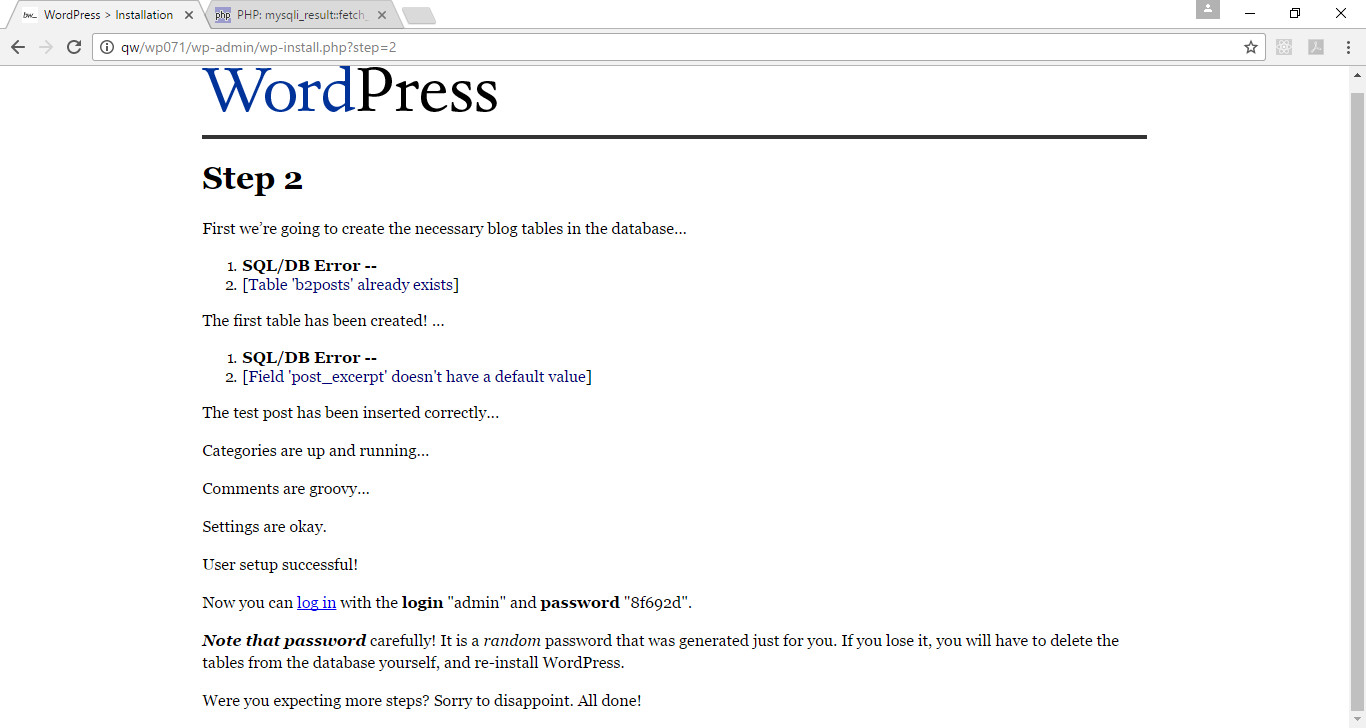 bw_ WordPress > Installation
php PHP: mysqli_result::fetch_
qw/wp071/wp-admin/wp-install.php?step=2
WordPress
Step 2
First we’re going to create the necessary blog tables in the database…
1. SQL/DB Error --
2. [Table 'b2posts' already exists]
The first table has been created! …
1. SQL/DB Error --
2. [Field 'post_excerpt' doesn't have a default value]
The test post has been inserted correctly…
Categories are up and running…
Comments are groovy…
Settings are okay.
User setup successful!
Now you can log in with the login "admin" and password "8f692d".
Note that password carefully! It is a random password that was generated just for you. If you lose it, you will have to delete the
tables from the database yourself, and re-install WordPress.
Were you expecting more steps? Sorry to disappoint. All done!